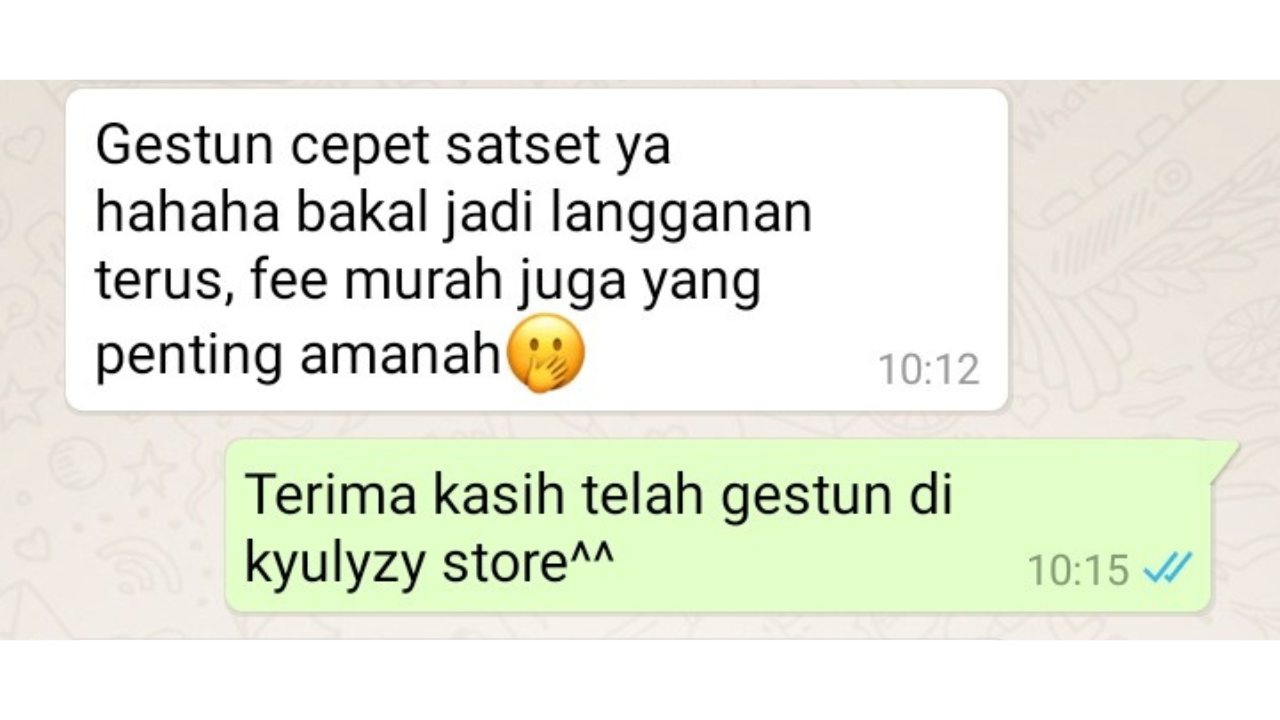 Gestun cepet satset ya
hahaha bakal jadi langganan
terus, fee murah juga yang
penting amanah🤭
10:12
Terima kasih telah gestun di
kyulyzy store^^
10:15